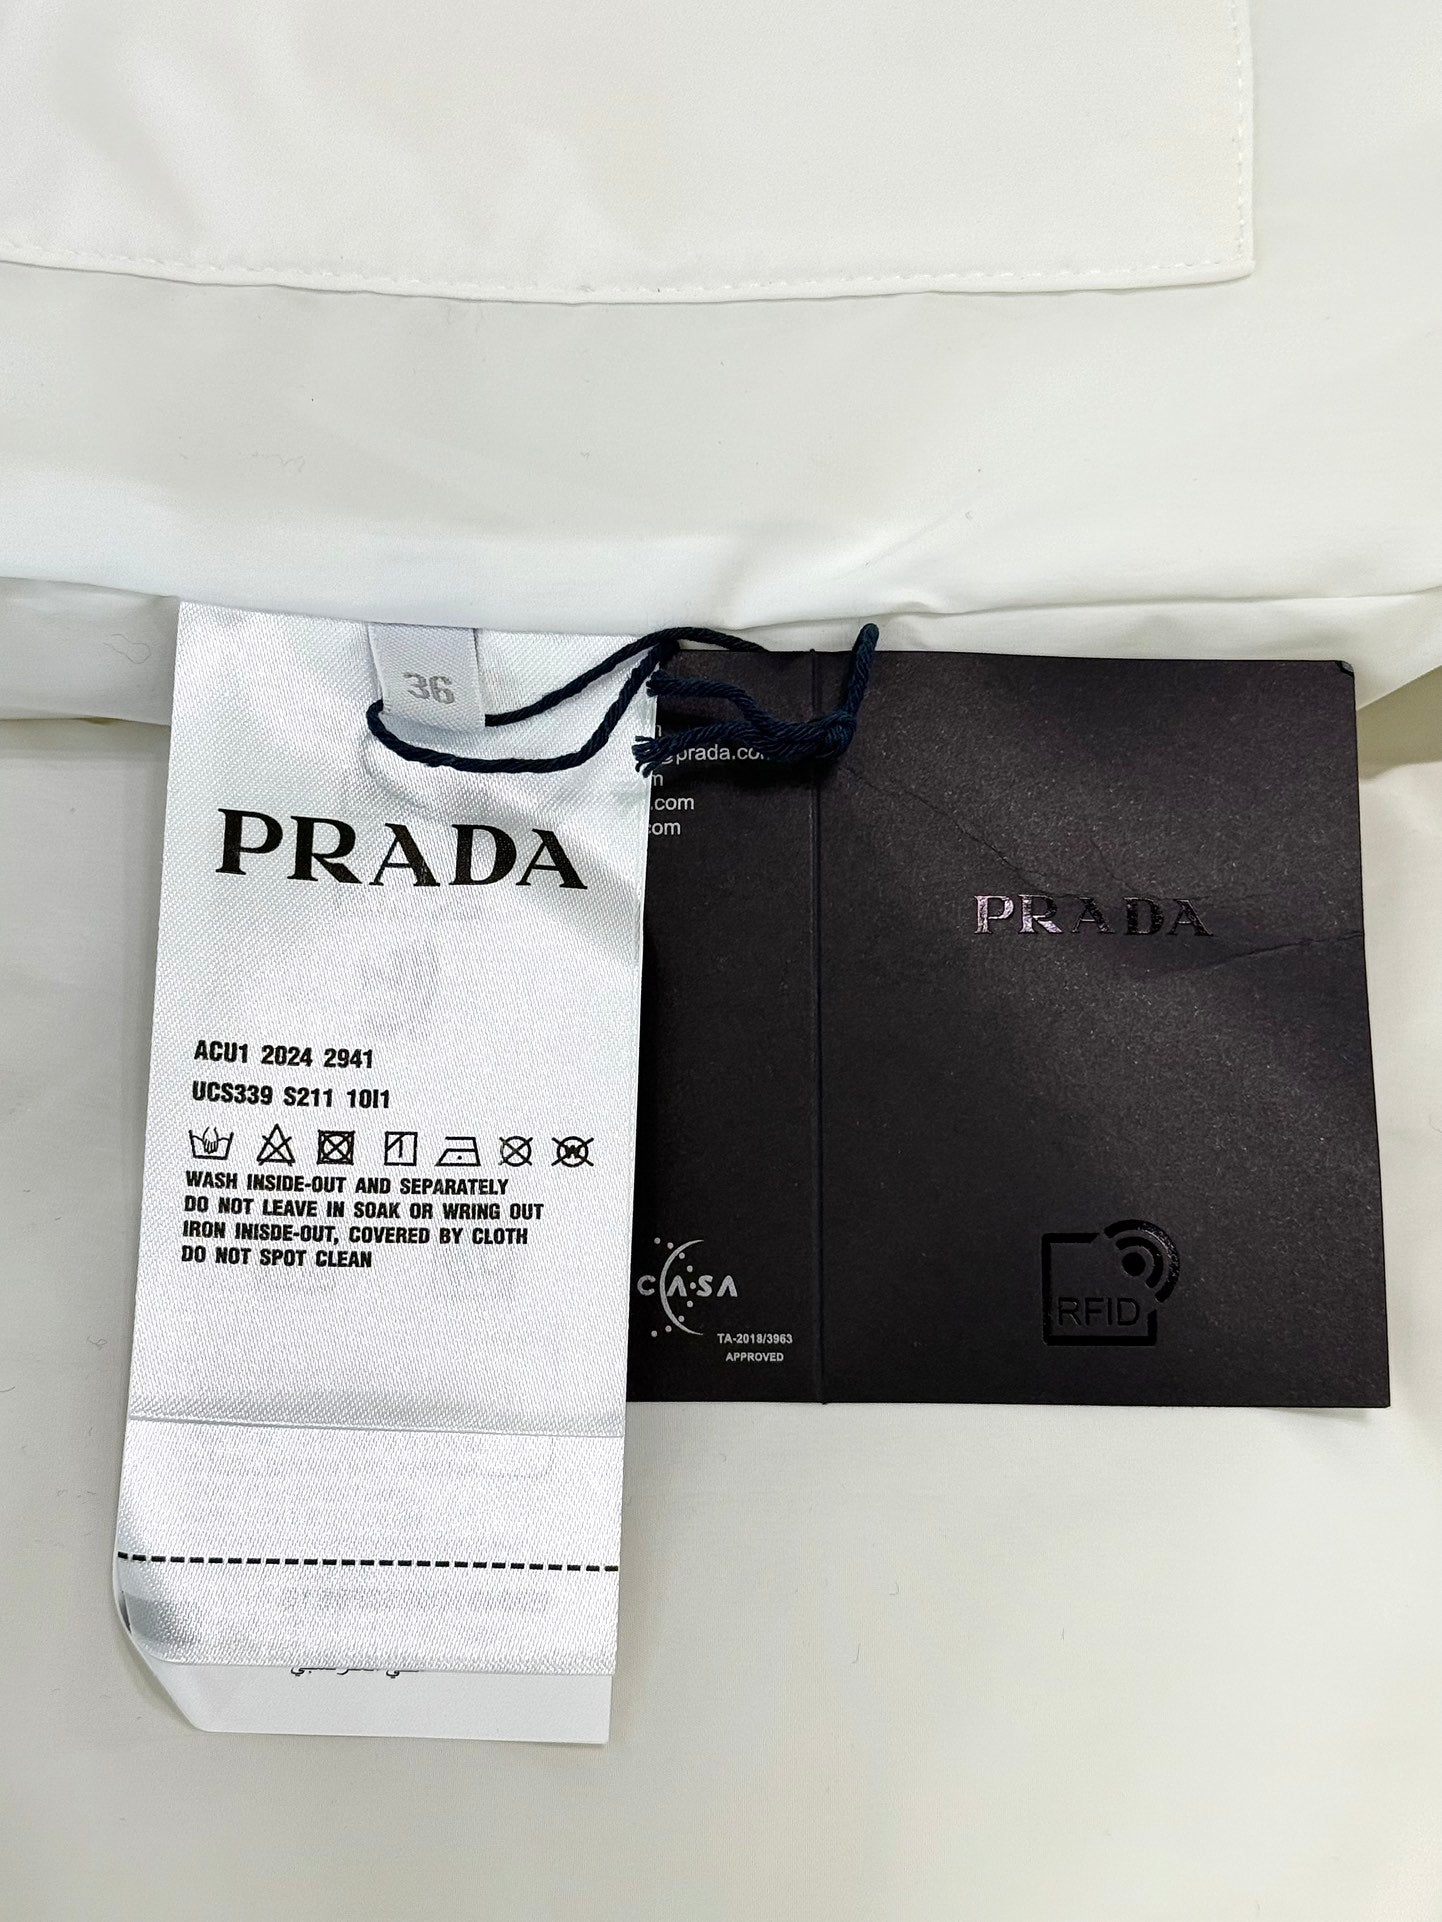 36
PRADA
ACU1 2024 2941
UCS339 S211 10I1
WASH INSIDE-OUT AND SEPARATELY
DO NOT LEAVE IN SOAK OR WRING OUT
IRON INISDE-OUT, COVERED BY CLOTH
DO NOT SPOT CLEAN
@prada.co
.com
com
PRADA
CASA
TA-2018/3963
APPROVED
RFID